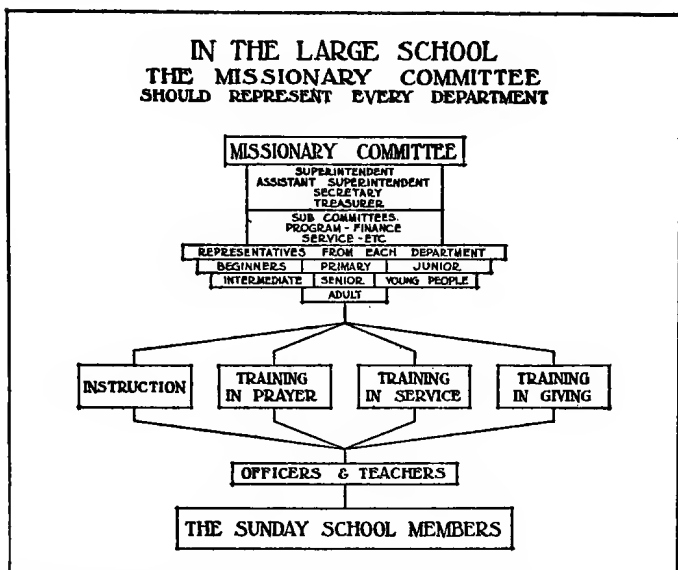 IN THE LARGE SCHOOL
THE MISSIONARY COMMITTEE
SHOULD REPRESENT EVERY DEPARTMENT
MISSIONARY COMMITTEE
SUPERINTENDENT
ASSISTANT SUPERINTENDENT
SECRETARY
TREASURER
SUB COMMITTEES.
PROGRAM - FINANCE
SERVICE - ETC
REPRESENTATIVES FROM EACH DEPARTMENT
BEGINNERS PRIMARY JUNIOR
INTERMEDIATE SENIOR YOUNG PEOPLE
ADULT
INSTRUCTION
TRAINING
IN PRAYER
TRAINING
IN SERVICE
TRAINING
IN GIVING
OFFICERS & TEACHERS
THE SUNDAY SCHOOL MEMBERS